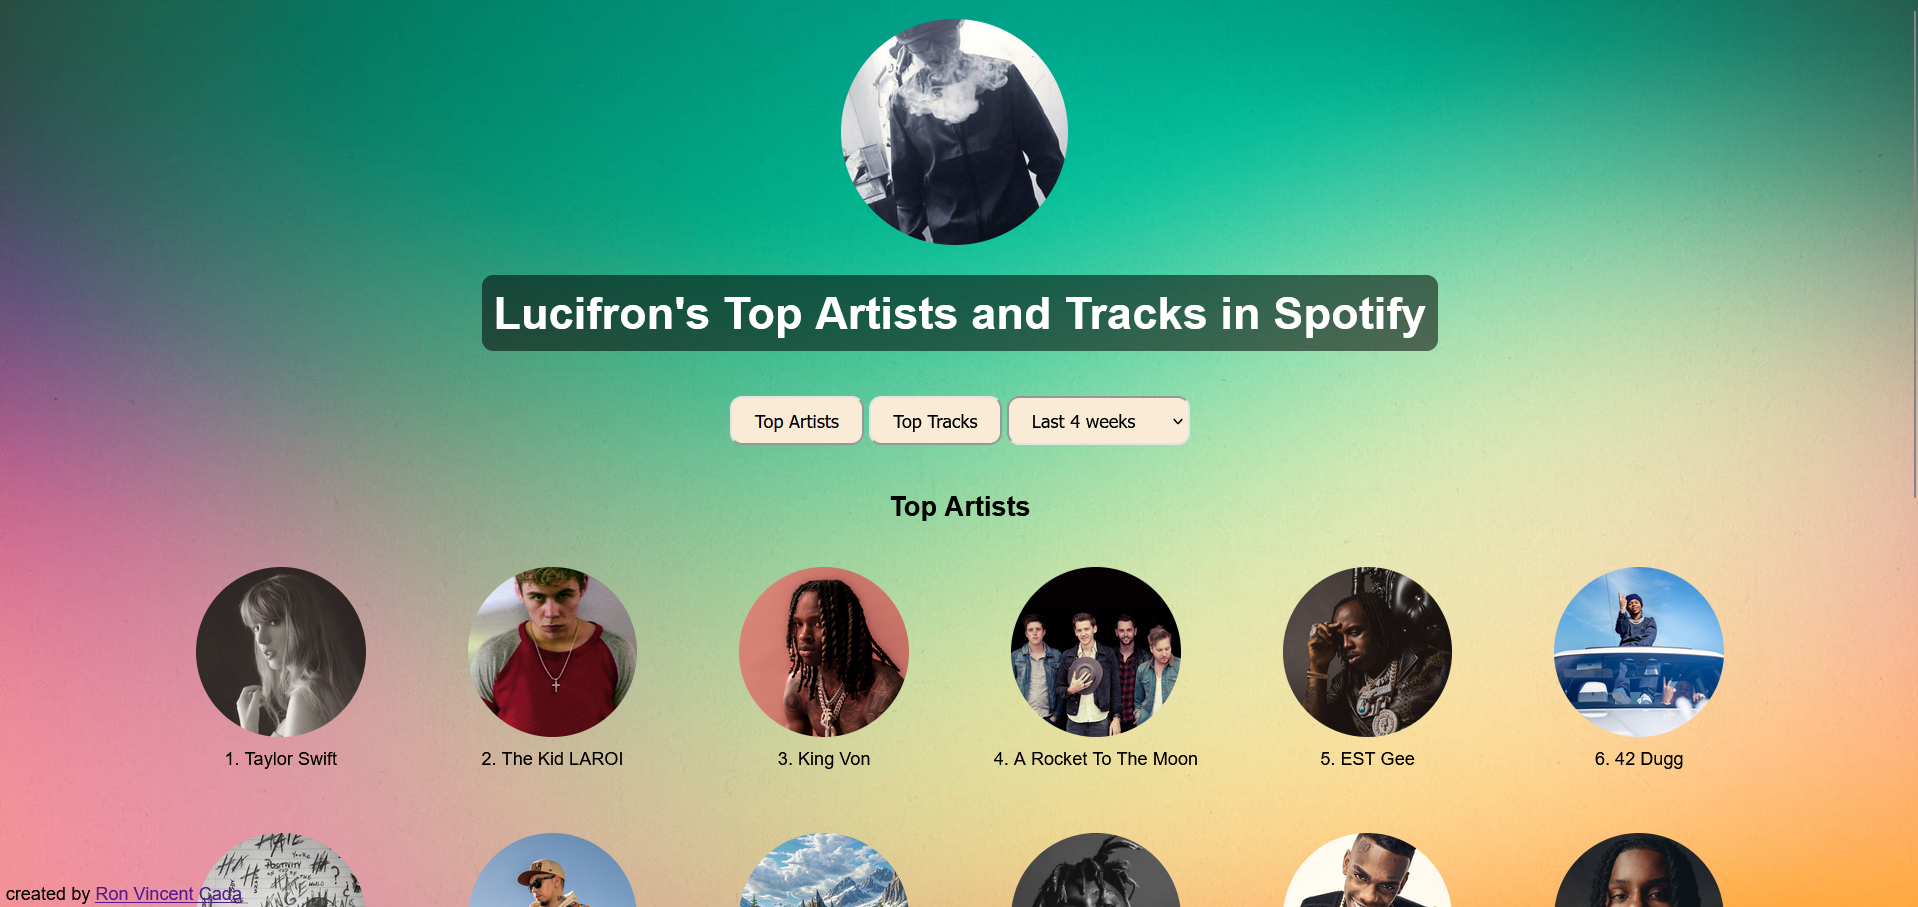 Lucifron's Top Artists and Tracks in Spotify
Top Artists
Top Tracks
Last 4 weeks
Top Artists
1. Taylor Swift
2. The Kid LAROI
3. King Von
4. A Rocket To The Moon
5. EST Gee
6. 42 Dugg
HATE
POSTIVITY
created by Ron Vincent Cada